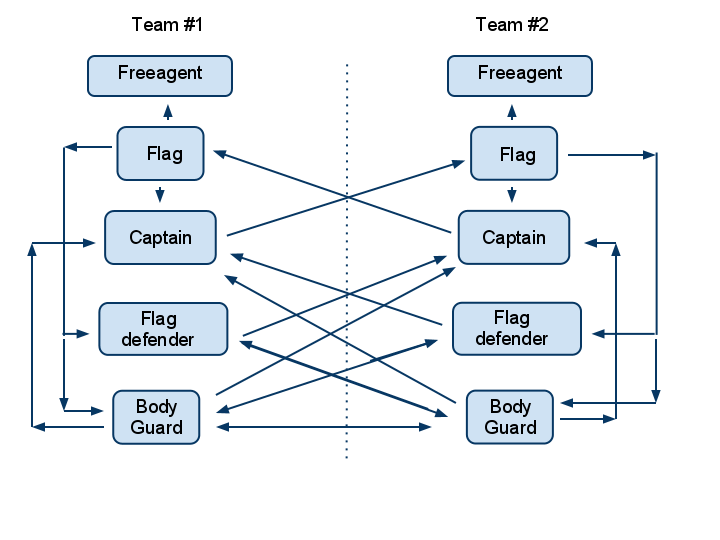 Team #1
Team #2
Freeagent
Freeagent
Flag
Flag
Captain
Captain
Flag
defender
Flag
defender
Body
Guard
Body
Guard